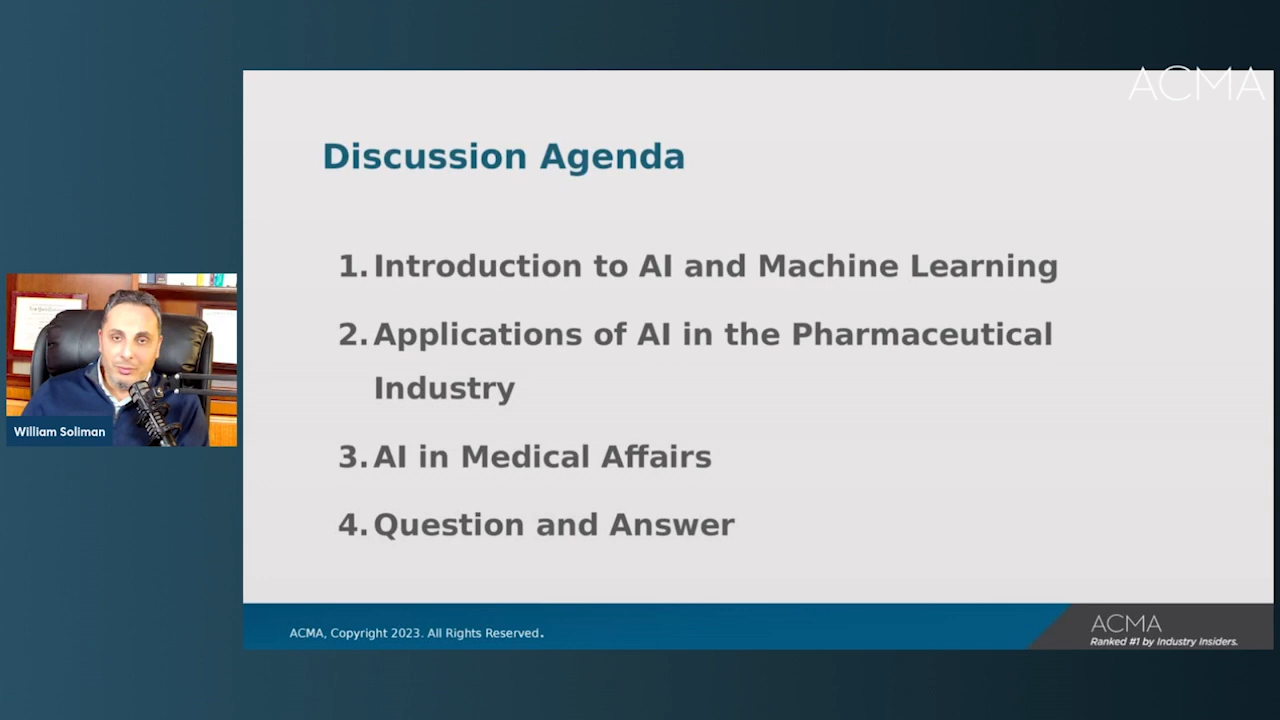 ACMA
Discussion Agenda
1. Introduction to AI and Machine Learning
2. Applications of AI in the Pharmaceutical
Industry
3. AI in Medical Affairs
4. Question and Answer
William Soliman
ACMA, Copyright 2023. All Rights Reserved.
ACMA
Ranked #1 by Industry Insiders.